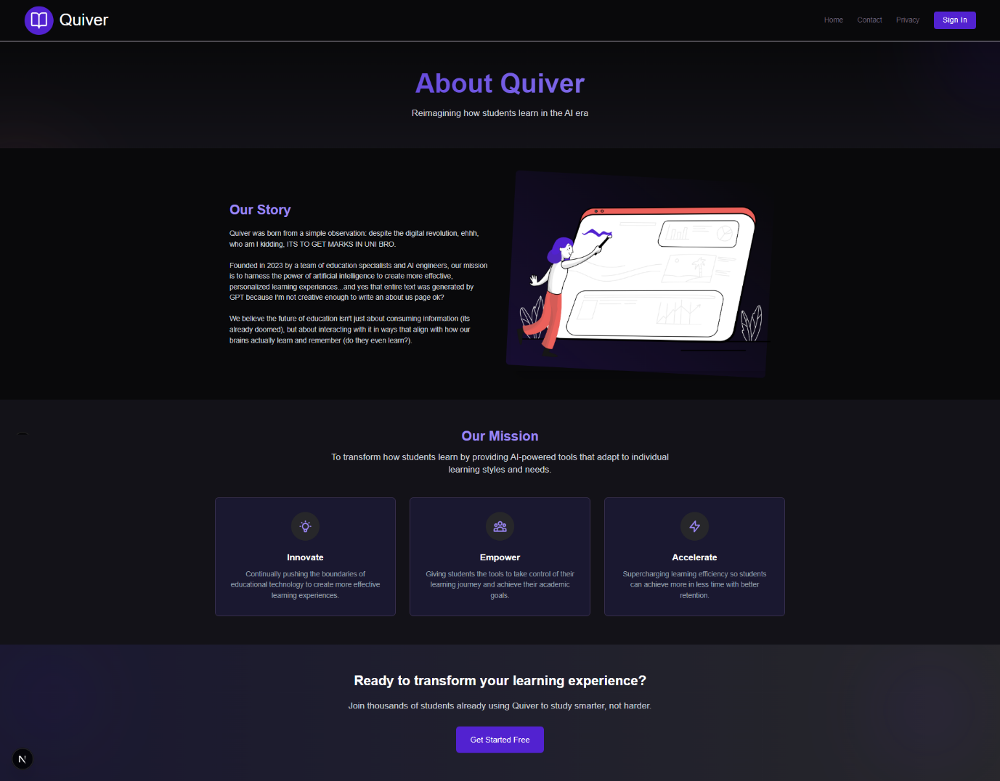 Quiver
Home
Contact
Privacy
Sign In
About Quiver
Reimagining how students learn in the AI era
Our Story
Quiver was born from a simple observation: despite the digital revolution, ehhh,
who am I kidding, ITS TO GET MARKS IN UNI BRO.
Founded in 2023 by a team of education specialists and AI engineers, our mission
is to harness the power of artificial intelligence to create more effective,
personalized learning experiences...and yes that entire text was generated by
GPT because I'm not creative enough to write an about us page ok?
We believe the future of education isn't just about consuming information (its
already doomed), but about interacting with it in ways that align with how our
brains actually learn and remember (do they even learn?).
Our Mission
To transform how students learn by providing AI-powered tools that adapt to individual
learning styles and needs.
Innovate
Continually pushing the boundaries of
educational technology to create more effective
learning experiences.
Empower
Giving students the tools to take control of their
learning journey and achieve their academic
goals.
Accelerate
Supercharging learning efficiency so students
can achieve more in less time with better
retention.
Ready to transform your learning experience?
Join thousands of students already using Quiver to study smarter, not harder.
Get Started Free
N